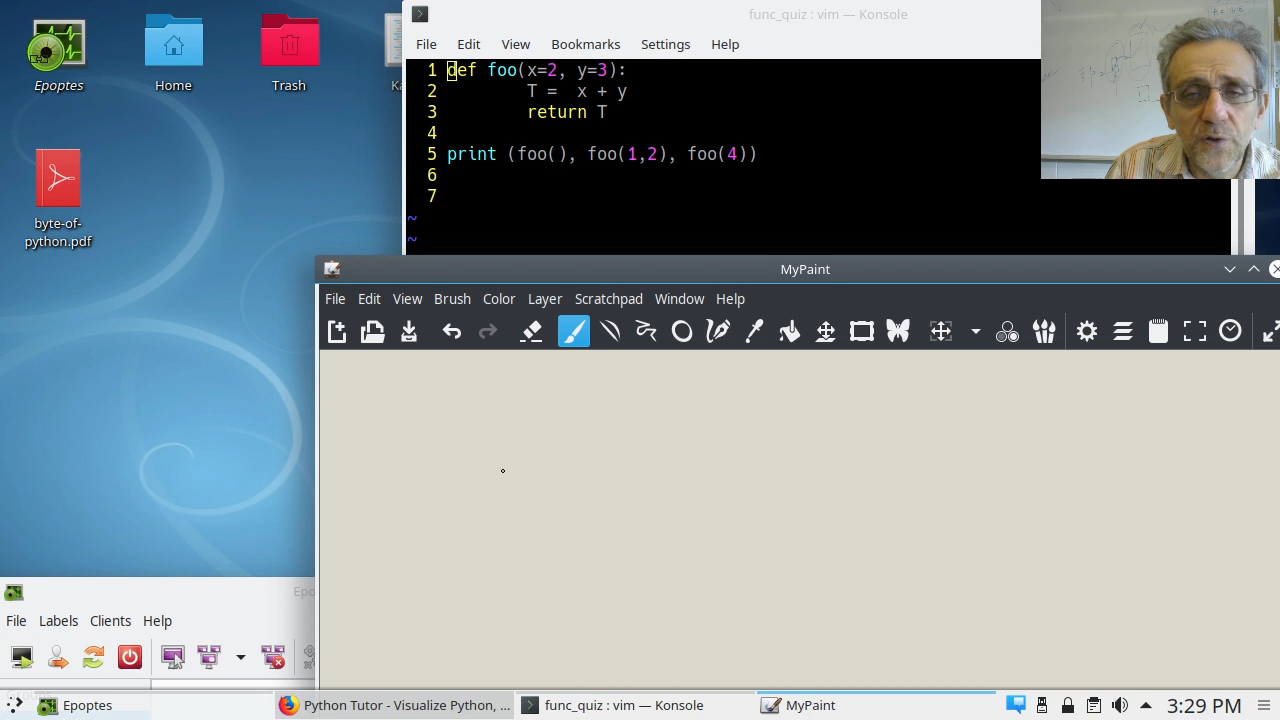 Epoptes
Home
Trash
Ka
byte-of-
python.pdf
func_quiz : vim — Konsole
File Edit View Bookmarks Settings Help
1 def foo(x=2, y=3):
2 T = x + y
3 return T
4
5 print (foo(), foo(1,2), foo(4))
6
7
~
~
MyPaint
File Edit View Brush Color Layer Scratchpad Window Help
Epo
File Labels Clients Help
Epoptes
Python Tutor - Visualize Python, ...
func_quiz : vim — Konsole
MyPaint
3:29 PM